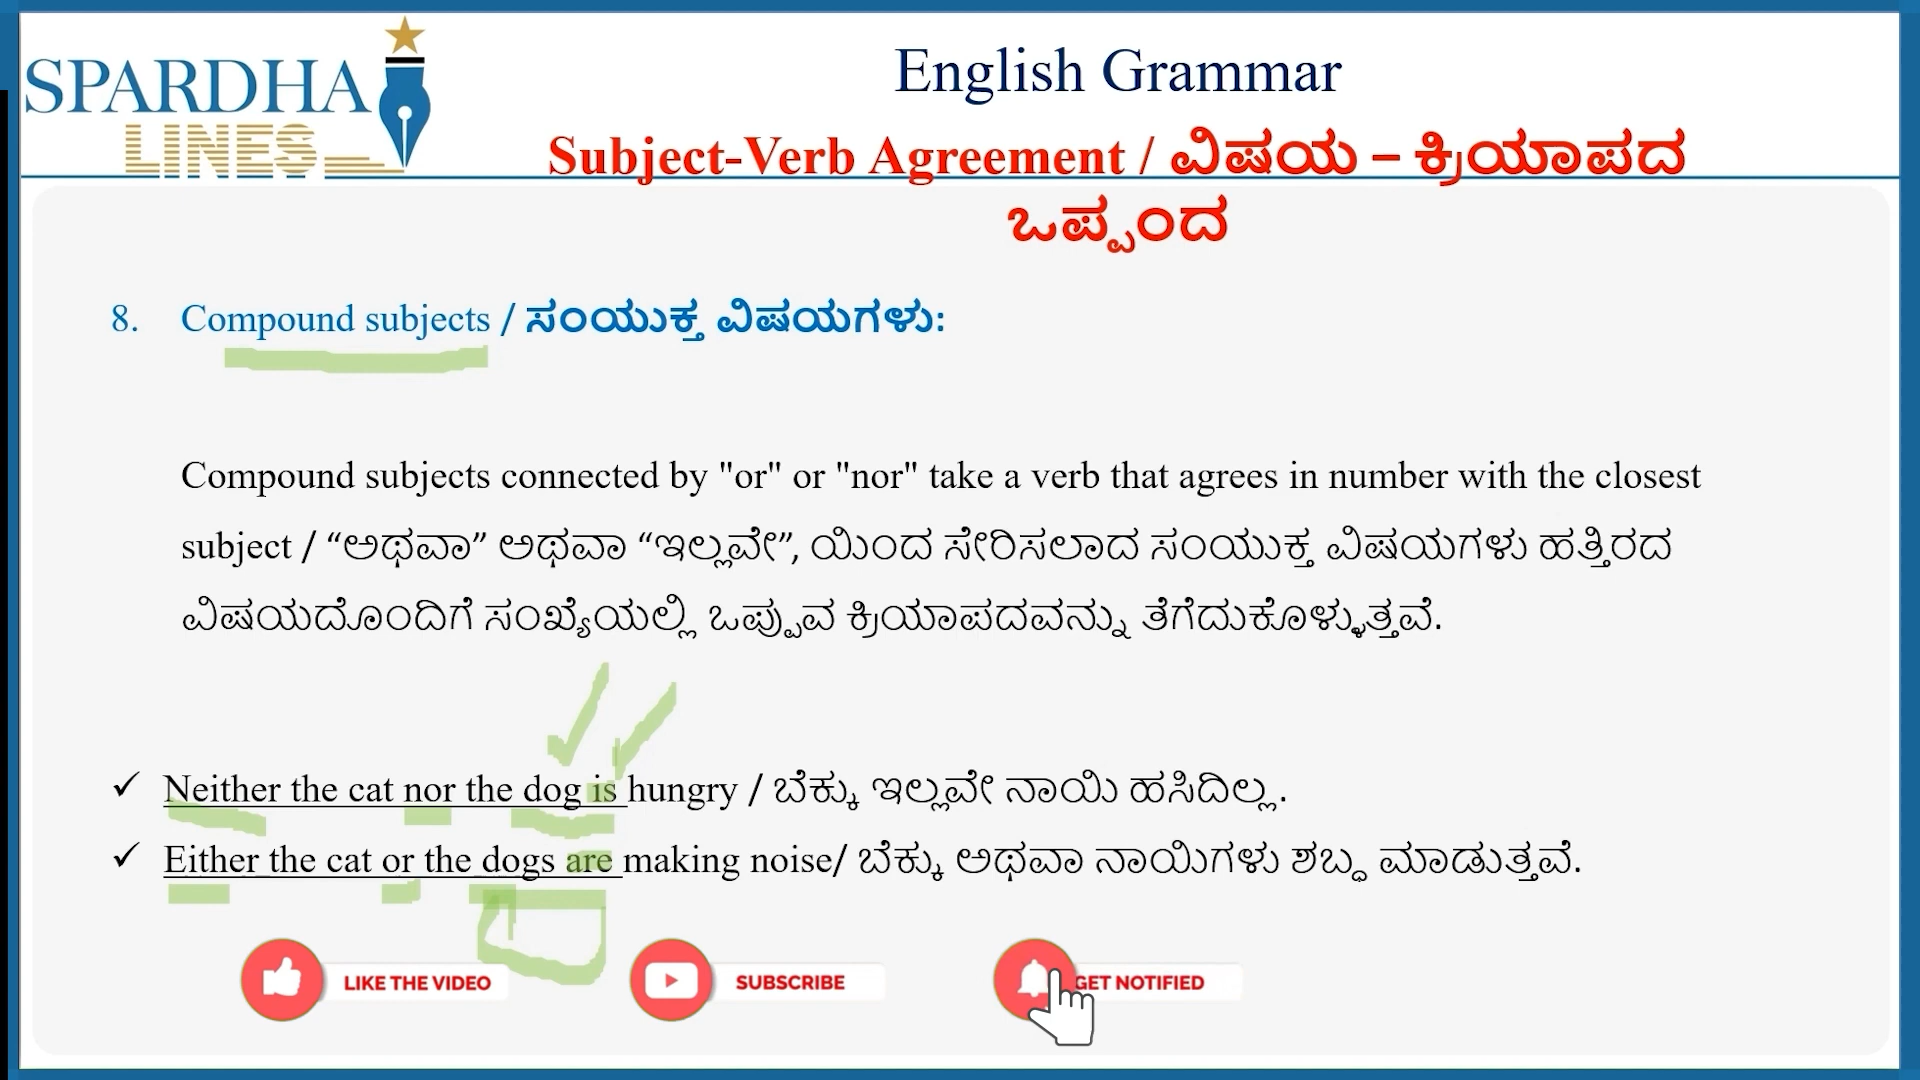 SPARDHA
LINES
English Grammar
Subject-Verb Agreement / ವಿಷಯ – ಕ್ರಿಯಾಪದ
ಒಪ್ಪಂದ
8. Compound subjects / ಸಂಯುಕ್ತ ವಿಷಯಗಳು:
Compound subjects connected by "or" or "nor" take a verb that agrees in number with the closest
subject / “ಅಥವಾ” ಅಥವಾ “ಇಲ್ಲವೇ”, ಯಿಂದ ಸೇರಿಸಲಾದ ಸಂಯುಕ್ತ ವಿಷಯಗಳು ಹತ್ತಿರದ
ವಿಷಯದೊಂದಿಗೆ ಸಂಖ್ಯೆಯಲ್ಲಿ ಒಪ್ಪುವ ಕ್ರಿಯಾಪದವನ್ನು ತೆಗೆದುಕೊಳ್ಳುತ್ತವೆ.
✓ Neither the cat nor the dog is hungry / ಬೆಕ್ಕು ಇಲ್ಲವೇ ನಾಯಿ ಹಸಿದಿಲ್ಲ.
✓ Either the cat or the dogs are making noise/ ಬೆಕ್ಕು ಅಥವಾ ನಾಯಿಗಳು ಶಬ್ಧ ಮಾಡುತ್ತವೆ.
LIKE THE VIDEO SUBSCRIBE GET NOTIFIED